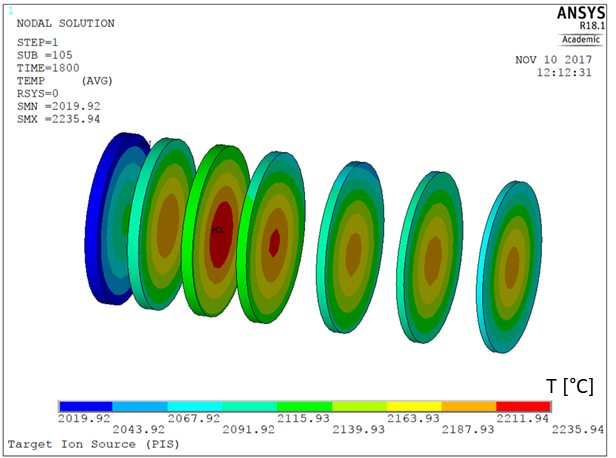 1
NODAL SOLUTION
ANSYS
R18.1
Academic
STEP=1
SUB =105
TIME=1800
TEMP (AVG)
RSYS=0
SMN =2019.92
SMX =2235.94
NOV 10 2017
12:12:31
MX
T [°C]
2019.92 2067.92 2115.93 2163.93 2211.94
2043.92 2091.92 2139.93 2187.93 2235.94
Target Ion Source (PIS)